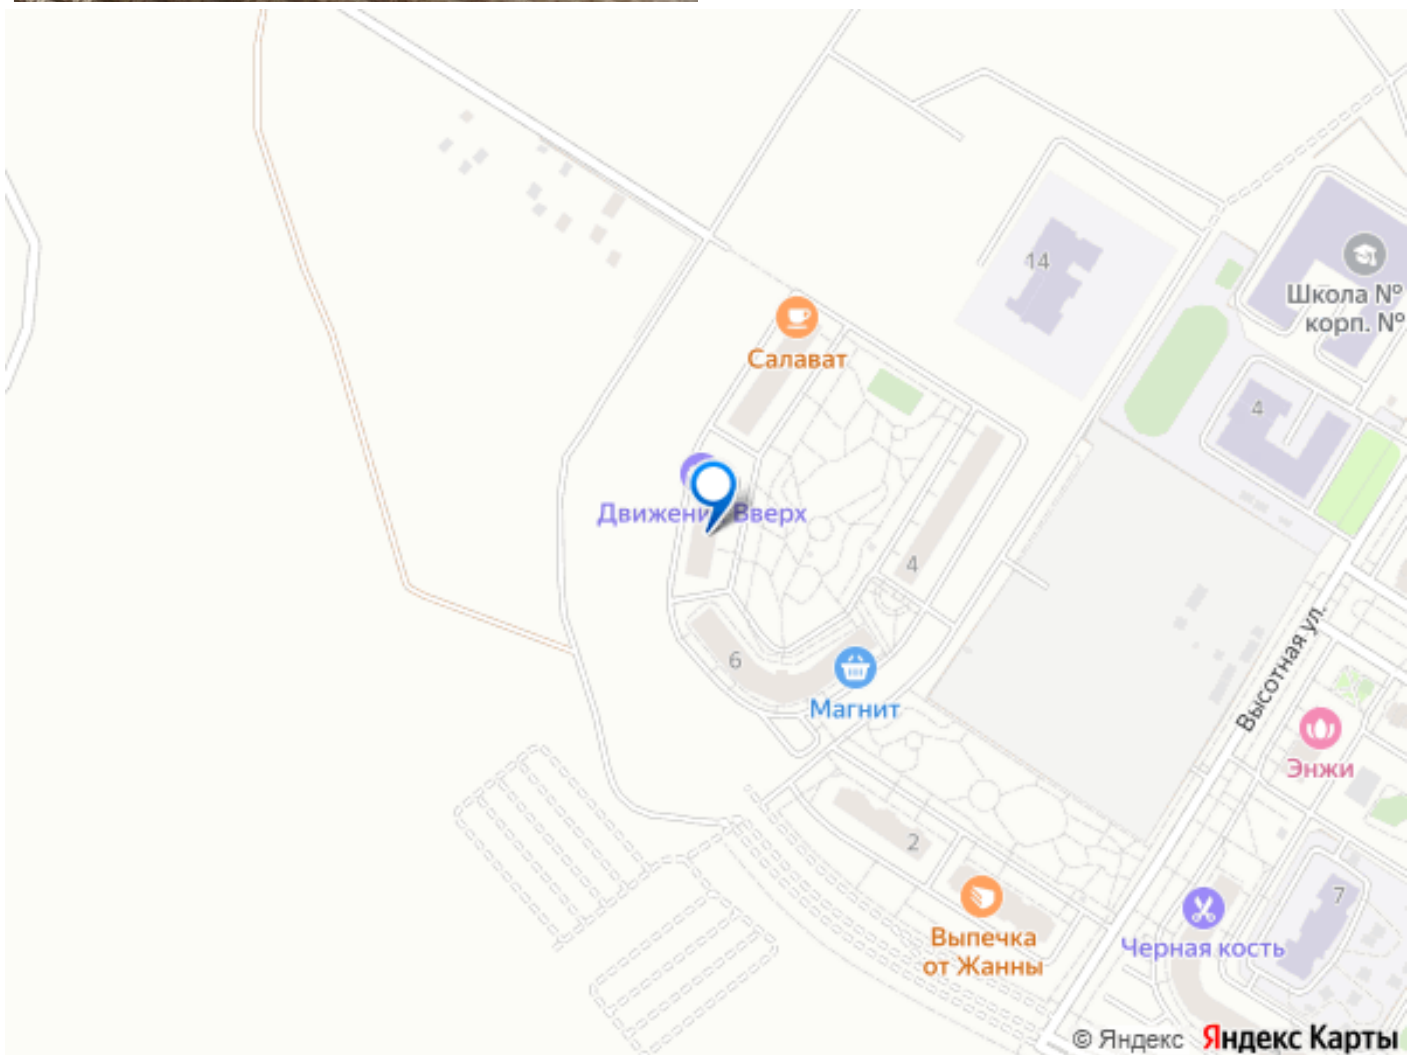 14
Школа №
корп. №
Салават
4
Движение Вверх
4
Высотная ул.
6
Магнит
Энжи
2
7
Выпечка
от Жанны
Черная кость
© Яндекс Яндекс Карты